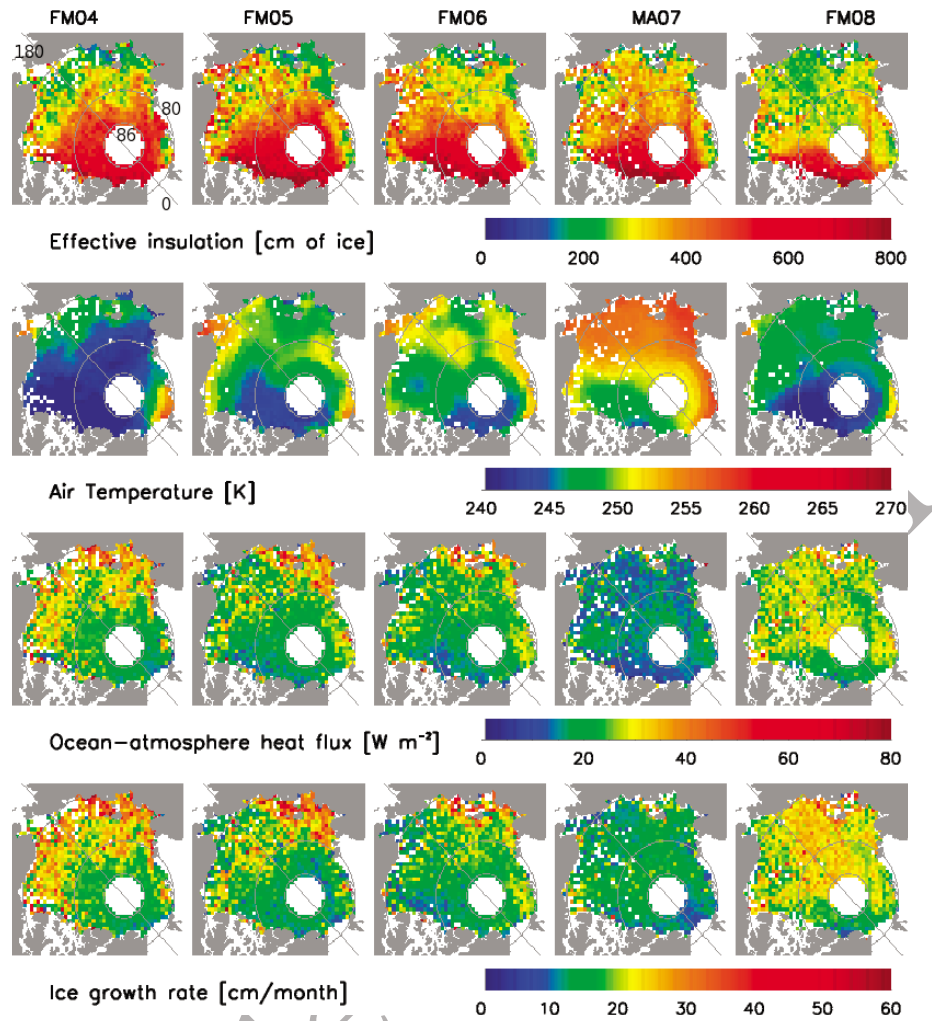 FM04 FM05 FM06 MA07 FM08
180
80
86
0
Effective insulation [cm of ice]
0 200 400 600 800
Air Temperature [K]
240 245 250 255 260 265 270
Ocean-atmosphere heat flux [W m⁻²]
0 20 40 60 80
Ice growth rate [cm/month]
0 10 20 30 40 50 60